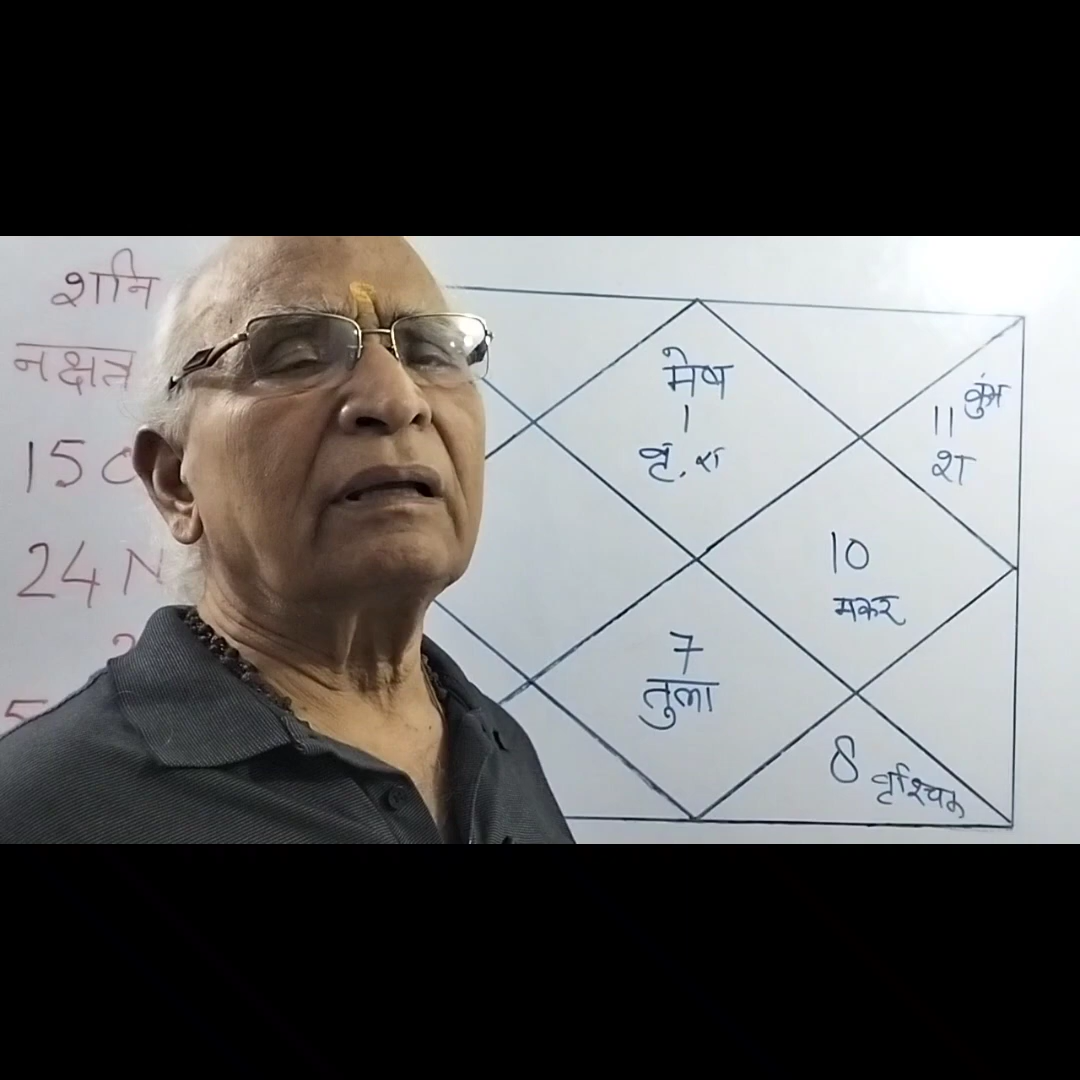 शनि
नक्षत्र
15
24 N
मेष
1
वृ. रा
कुंभ
11
श
10
मकर
7
तुला
8 वृश्चिक